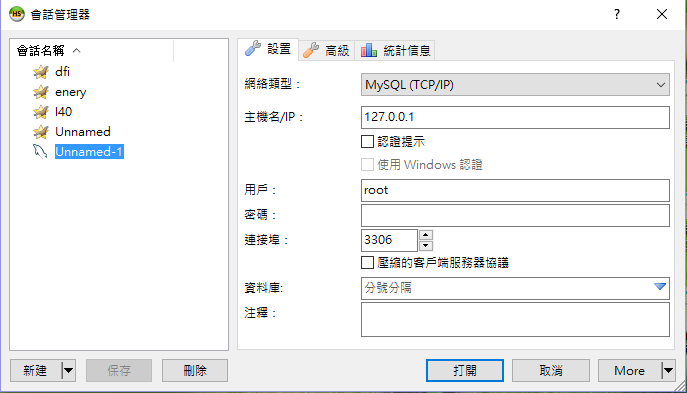 HS 會話管理器
會話名稱
dfi
enery
I40
Unnamed
Unnamed-1
設置 高級 統計信息
網絡類型： MySQL (TCP/IP)
主機名/IP： 127.0.0.1
認證提示
使用 Windows 認證
用戶： root
密碼：
連接埠： 3306
壓縮的客戶端服務器協議
資料庫: 分號分隔
注釋：
新建 保存 刪除 打開 取消 More